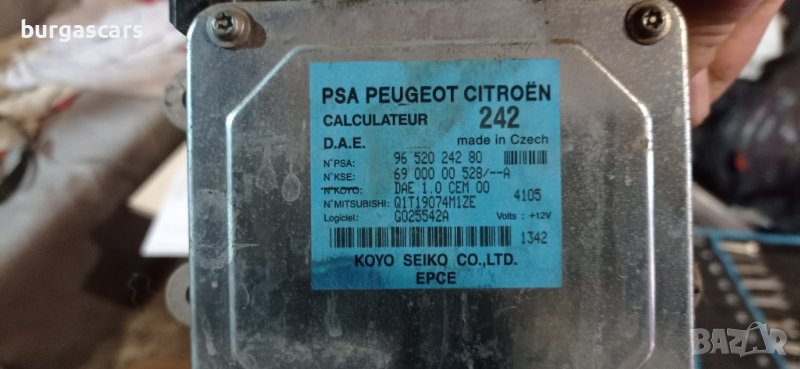 burgascars
PSA PEUGEOT CITROËN
CALCULATEUR 242
D.A.E. made in Czech
N°PSA: 96 520 242 80
N°KSE: 69 000 00 528/--A
N°KOYO: DAE 1.0 CEM 00 4105
N°MITSUBISHI: Q1T19074M1ZE
Logiciel: G025542A Volts : +12V
1342
KOYO SEIKO CO.,LTD.
EPCE
BAZAR